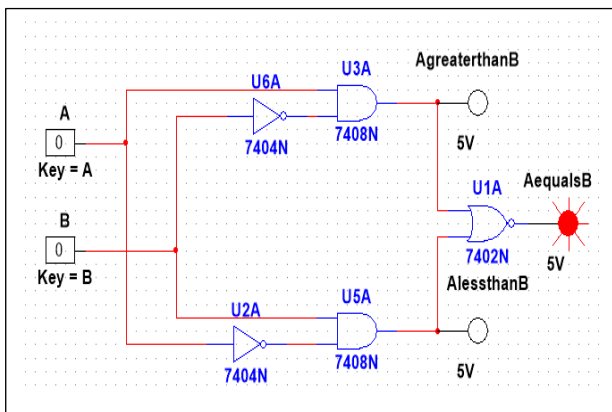 AgreaterthanB
U3A
U6A
A
0
Key = A
7404N
7408N
5V
U1A
AequalsB
B
0
Key = B
7402N
5V
AlessthanB
U5A
U2A
7404N
7408N
5V